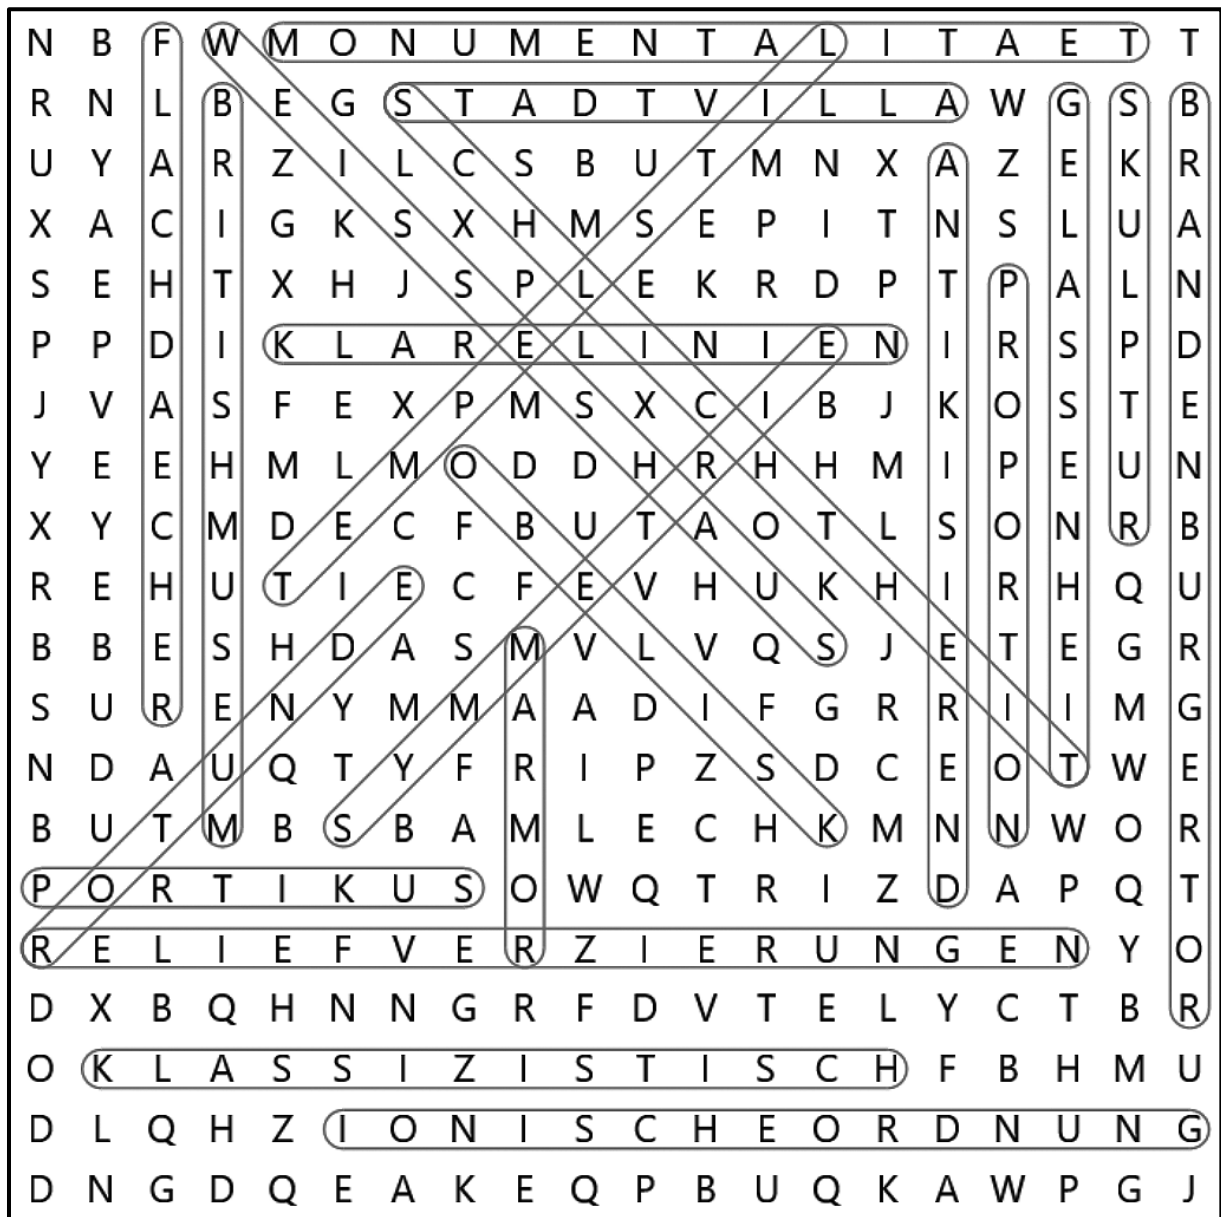 N B F W M O N U M E N T A L I T A E T T
R N L B E G S T A D T V I L L A W G S B
U Y A R Z I L C S B U T M N X A Z E K R
X A C I G K S X H M S E P I T N S L U A
S E H T X H J S P L E K R D P T P A L N
P P D I K L A R E L I N I E N I R S P D
J V A S F E X P M S X C I B J K O S T E
Y E E H M L M O D D H R H H M I P E U N
X Y C M D E C F B U T A O T L S O N R B
R E H U T I E C F E V H U K H I R H Q U
B B E S H D A S M V L V Q S J E T E G R
S U R E N Y M M A A D I F G R R I I M G
N D A U Q T Y F R I P Z S D C E O T W E
B U T M B S B A M L E C H K M N N W O R
P O R T I K U S O W Q T R I Z D A P Q T
R E L I E F V E R Z I E R U N G E N Y O
D X B Q H N N G R F D V T E L Y C T B R
O K L A S S I Z I S T I S C H F B H M U
D L Q H Z I O N I S C H E O R D N U N G
D N G D Q E A K E Q P B U Q K A W P G J